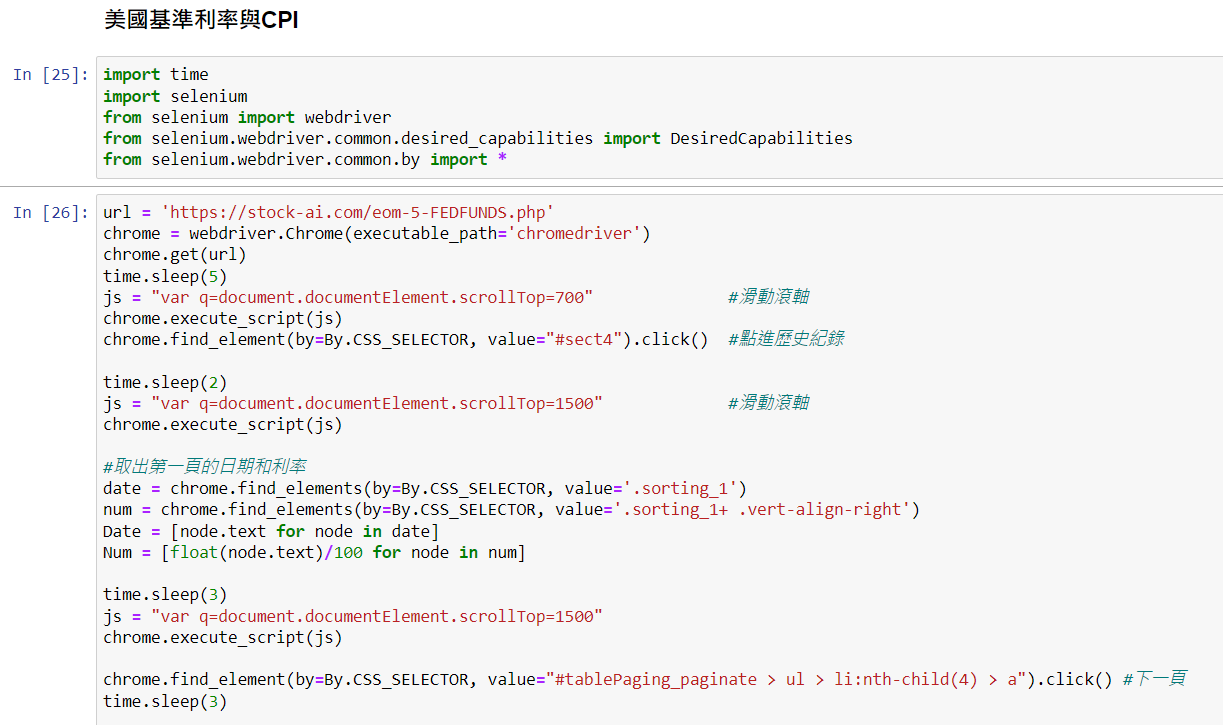 美國基準利率與CPI
In [25]:
import time
import selenium
from selenium import webdriver
from selenium.webdriver.common.desired_capabilities import DesiredCapabilities
from selenium.webdriver.common.by import *
In [26]:
url = 'https://stock-ai.com/eom-5-FEDFUNDS.php'
chrome = webdriver.Chrome(executable_path='chromedriver')
chrome.get(url)
time.sleep(5)
js = "var q=document.documentElement.scrollTop=700" #滑動滾軸
chrome.execute_script(js)
chrome.find_element(by=By.CSS_SELECTOR, value="#sect4").click() #點進歷史紀錄
time.sleep(2)
js = "var q=document.documentElement.scrollTop=1500" #滑動滾軸
chrome.execute_script(js)
#取出第一頁的日期和利率
date = chrome.find_elements(by=By.CSS_SELECTOR, value='.sorting_1')
num = chrome.find_elements(by=By.CSS_SELECTOR, value='.sorting_1+ .vert-align-right')
Date = [node.text for node in date]
Num = [float(node.text)/100 for node in num]
time.sleep(3)
js = "var q=document.documentElement.scrollTop=1500"
chrome.execute_script(js)
chrome.find_element(by=By.CSS_SELECTOR, value="#tablePaging_paginate > ul > li:nth-child(4) > a").click() #下一頁
time.sleep(3)